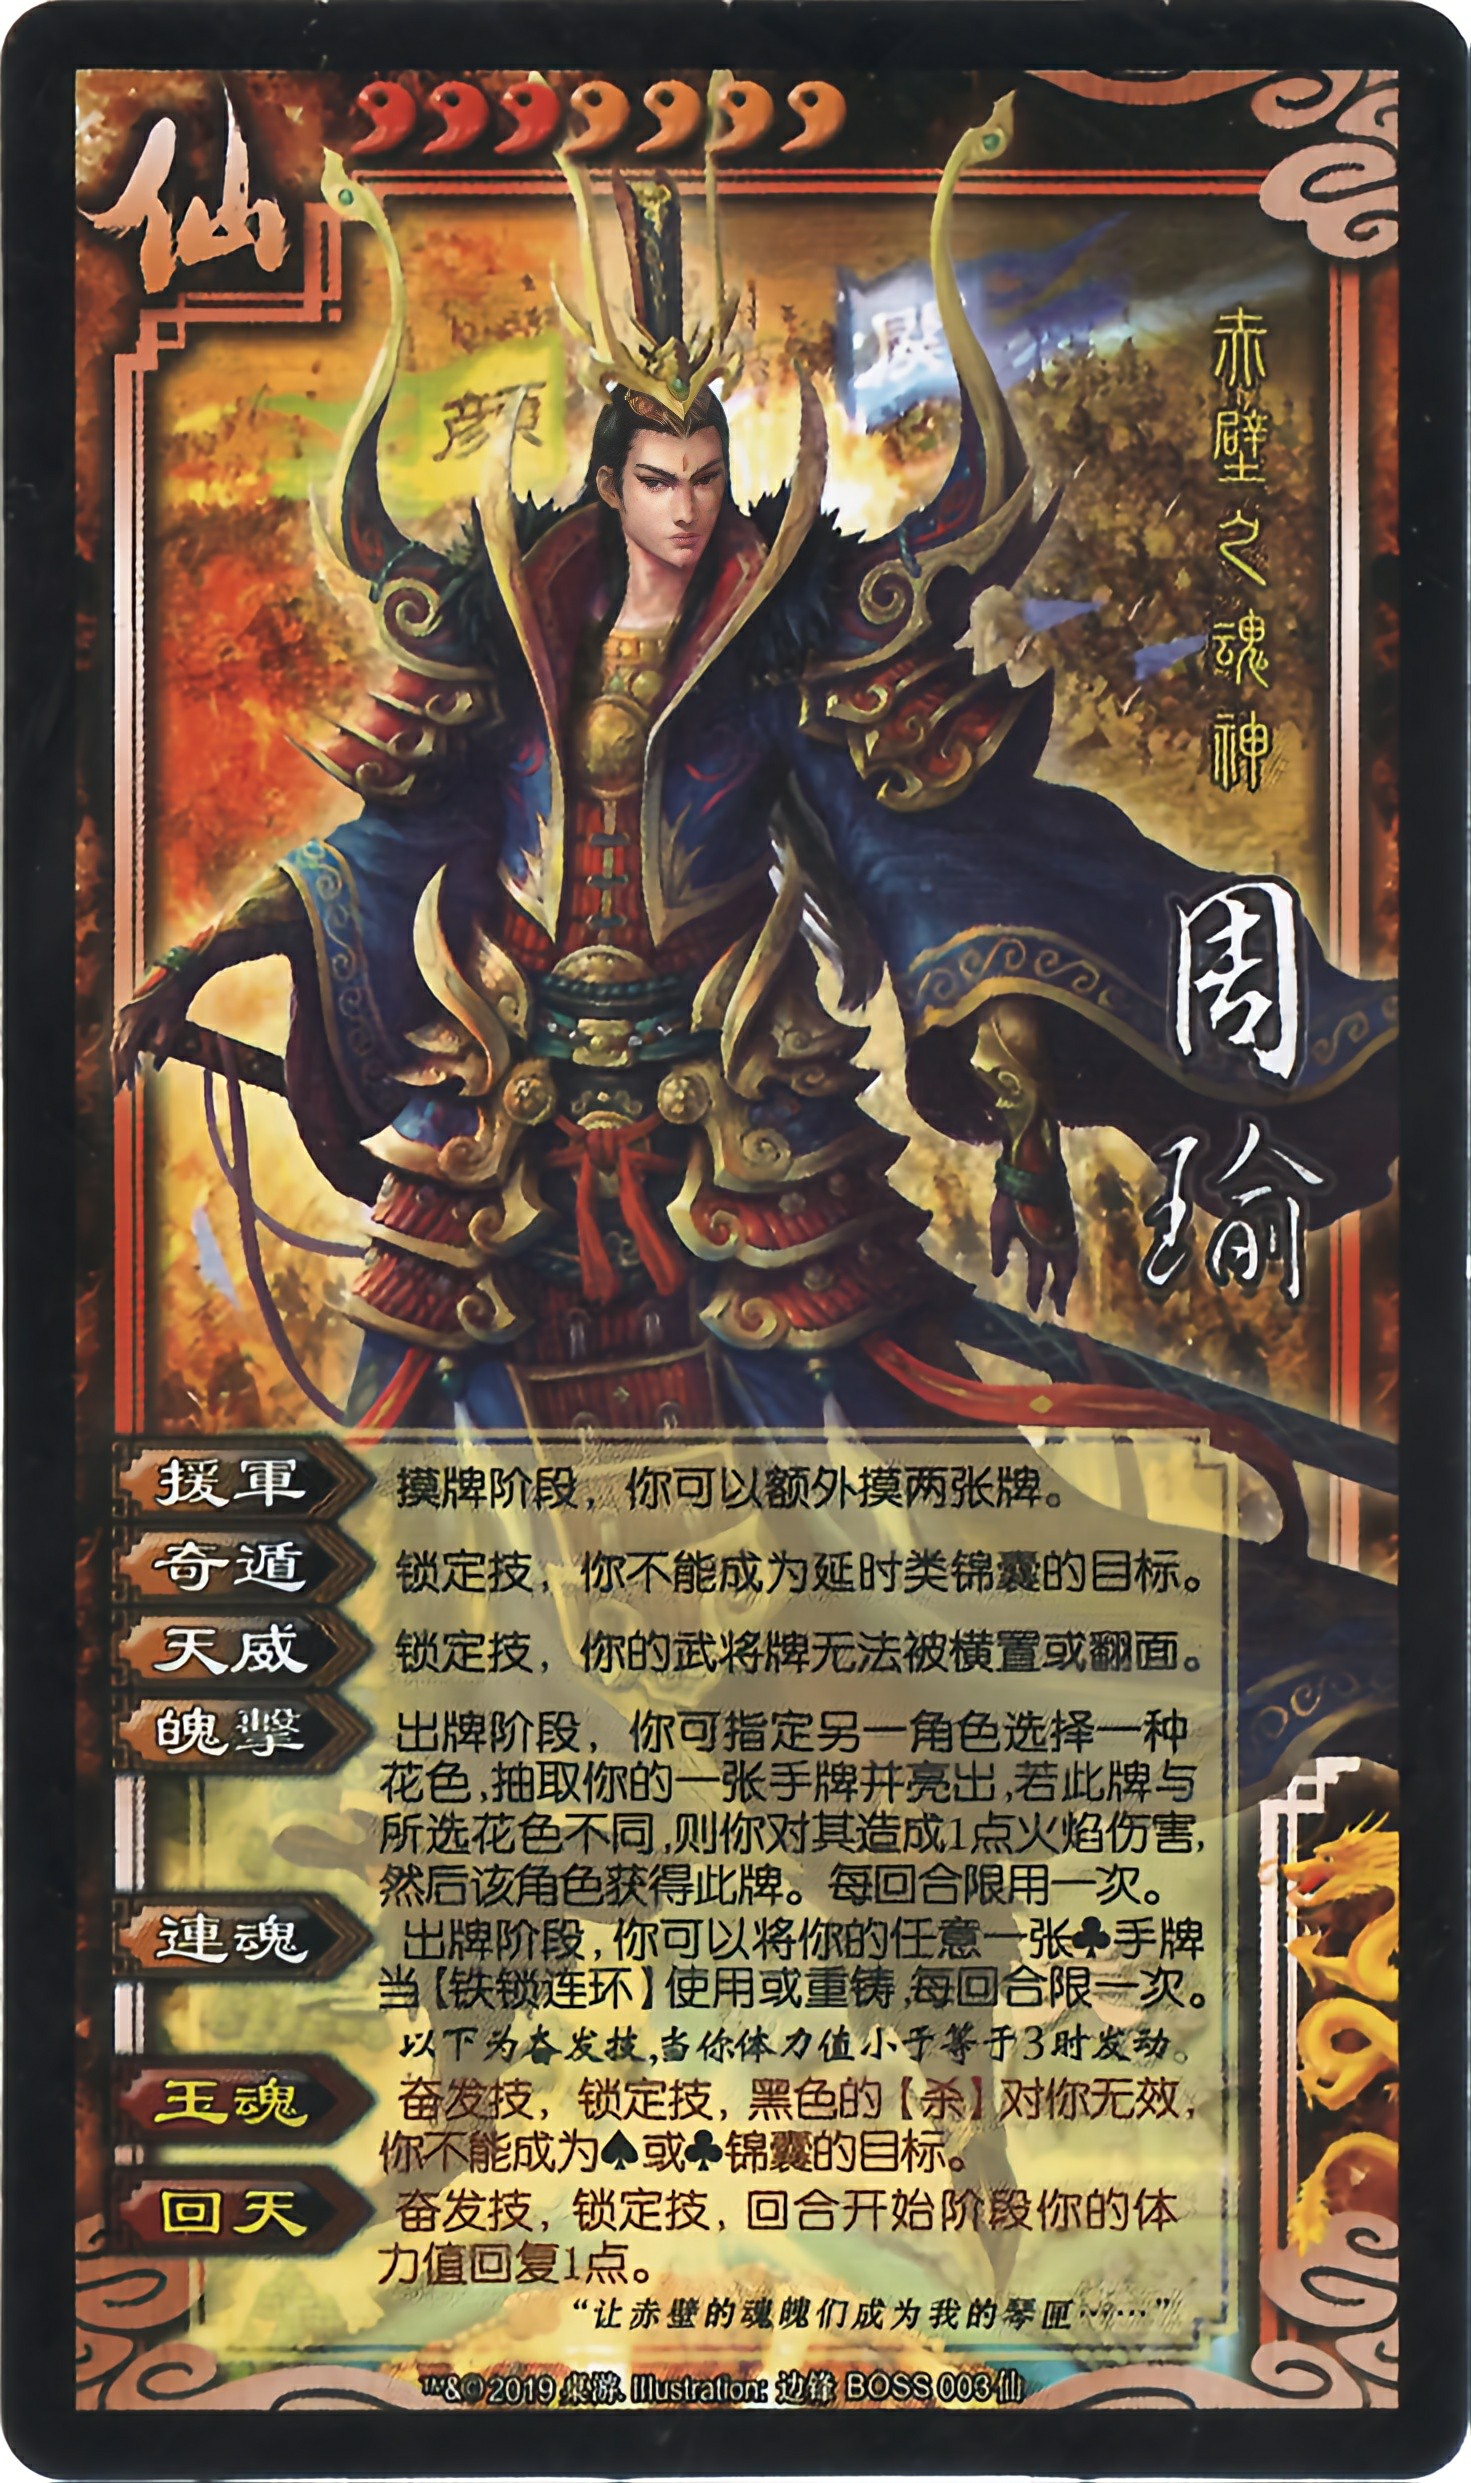 仙
顔
赤壁之魂神
周瑜
援軍
摸牌阶段，你可以额外摸两张牌。
奇遁
锁定技，你不能成为延时类锦囊的目标。
天威
锁定技，你的武将牌无法被横置或翻面。
魄擊
出牌阶段，你可指定另一角色选择一种
花色,抽取你的一张手牌并亮出,若此牌与
所选花色不同,则你对其造成1点火焰伤害,
然后该角色获得此牌。每回合限用一次。
連魂
出牌阶段,你可以将你的任意一张♣手牌
当【铁锁连环】使用或重铸,每回合限一次。
以下为奋发技,当你体力值小于等于3时发动。
玉魂
奋发技，锁定技，黑色的【杀】对你无效，
你不能成为♠或♣锦囊的目标。
回天
奋发技，锁定技，回合开始阶段你的体
力值回复1点。
“让赤壁的魂魄们成为我的琴匣……”
™&© 2019 桌游. Illustration: 边锋 BOSS 003 仙